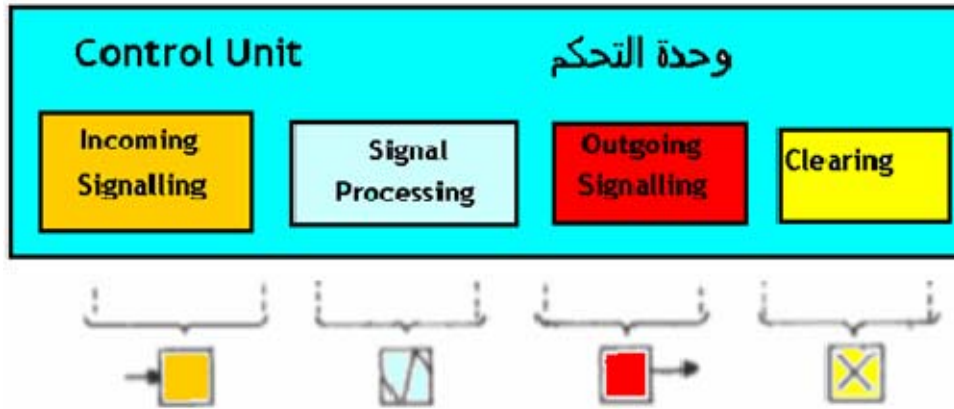 Control Unit
وحدة التحكم
Incoming
Signalling
Signal
Processing
Outgoing
Signalling
Clearing